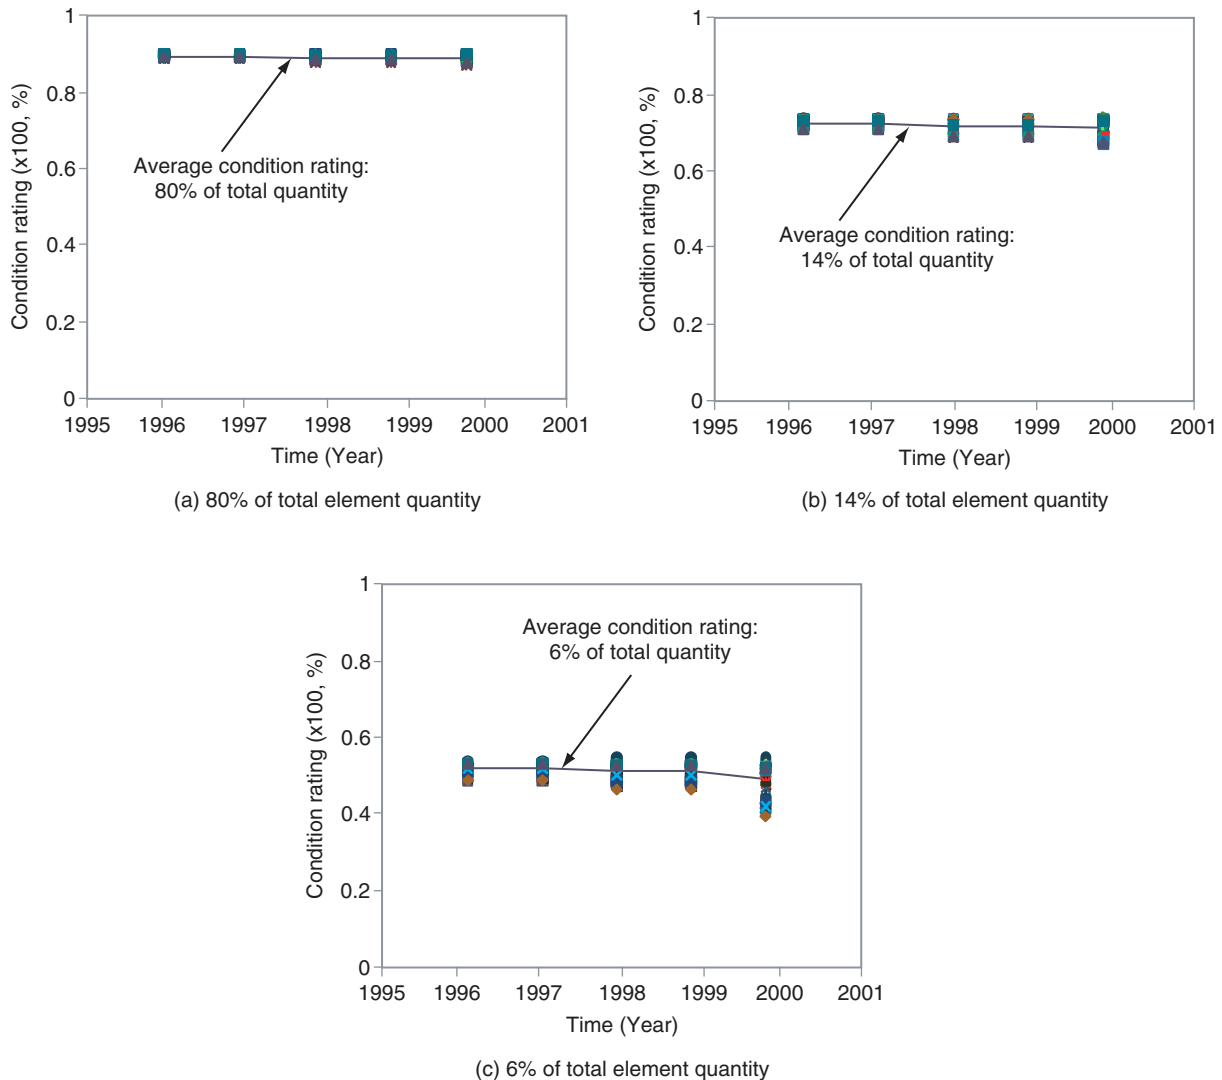 1
0.8
0.6
0.4
0.2
0
Condition rating (x100, %)
Average condition rating:
80% of total quantity
1995 1996 1997 1998 1999 2000 2001
Time (Year)
(a) 80% of total element quantity
1
0.8
0.6
0.4
0.2
0
Condition rating (x100, %)
Average condition rating:
14% of total quantity
1995 1996 1997 1998 1999 2000 2001
Time (Year)
(b) 14% of total element quantity
1
0.8
0.6
0.4
0.2
0
Condition rating (x100, %)
Average condition rating:
6% of total quantity
1995 1996 1997 1998 1999 2000 2001
Time (Year)
(c) 6% of total element quantity